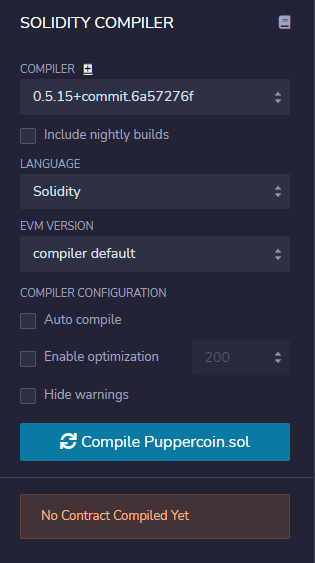 SOLIDITY COMPILER
COMPILER
0.5.15+commit.6a57276f
Include nightly builds
LANGUAGE
Solidity
EVM VERSION
compiler default
COMPILER CONFIGURATION
Auto compile
Enable optimization 200
Hide warnings
Compile Puppercoin.sol
No Contract Compiled Yet